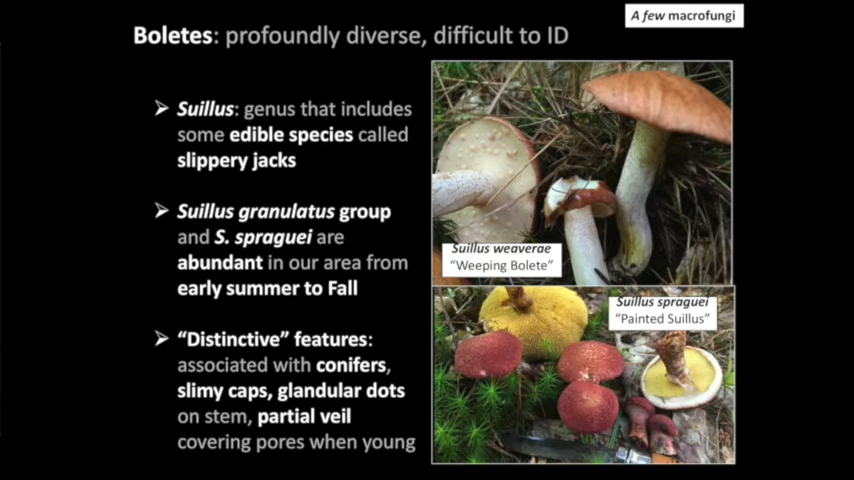 A few macrofungi
Boletes: profoundly diverse, difficult to ID
➢ Suillus: genus that includes
some edible species called
slippery jacks
➢ Suillus granulatus group
and S. spraguei are
abundant in our area from
early summer to Fall
➢ “Distinctive” features:
associated with conifers,
slimy caps, glandular dots
on stem, partial veil
covering pores when young
Suillus weaverae
“Weeping Bolete”
Suillus spraguei
“Painted Suillus”